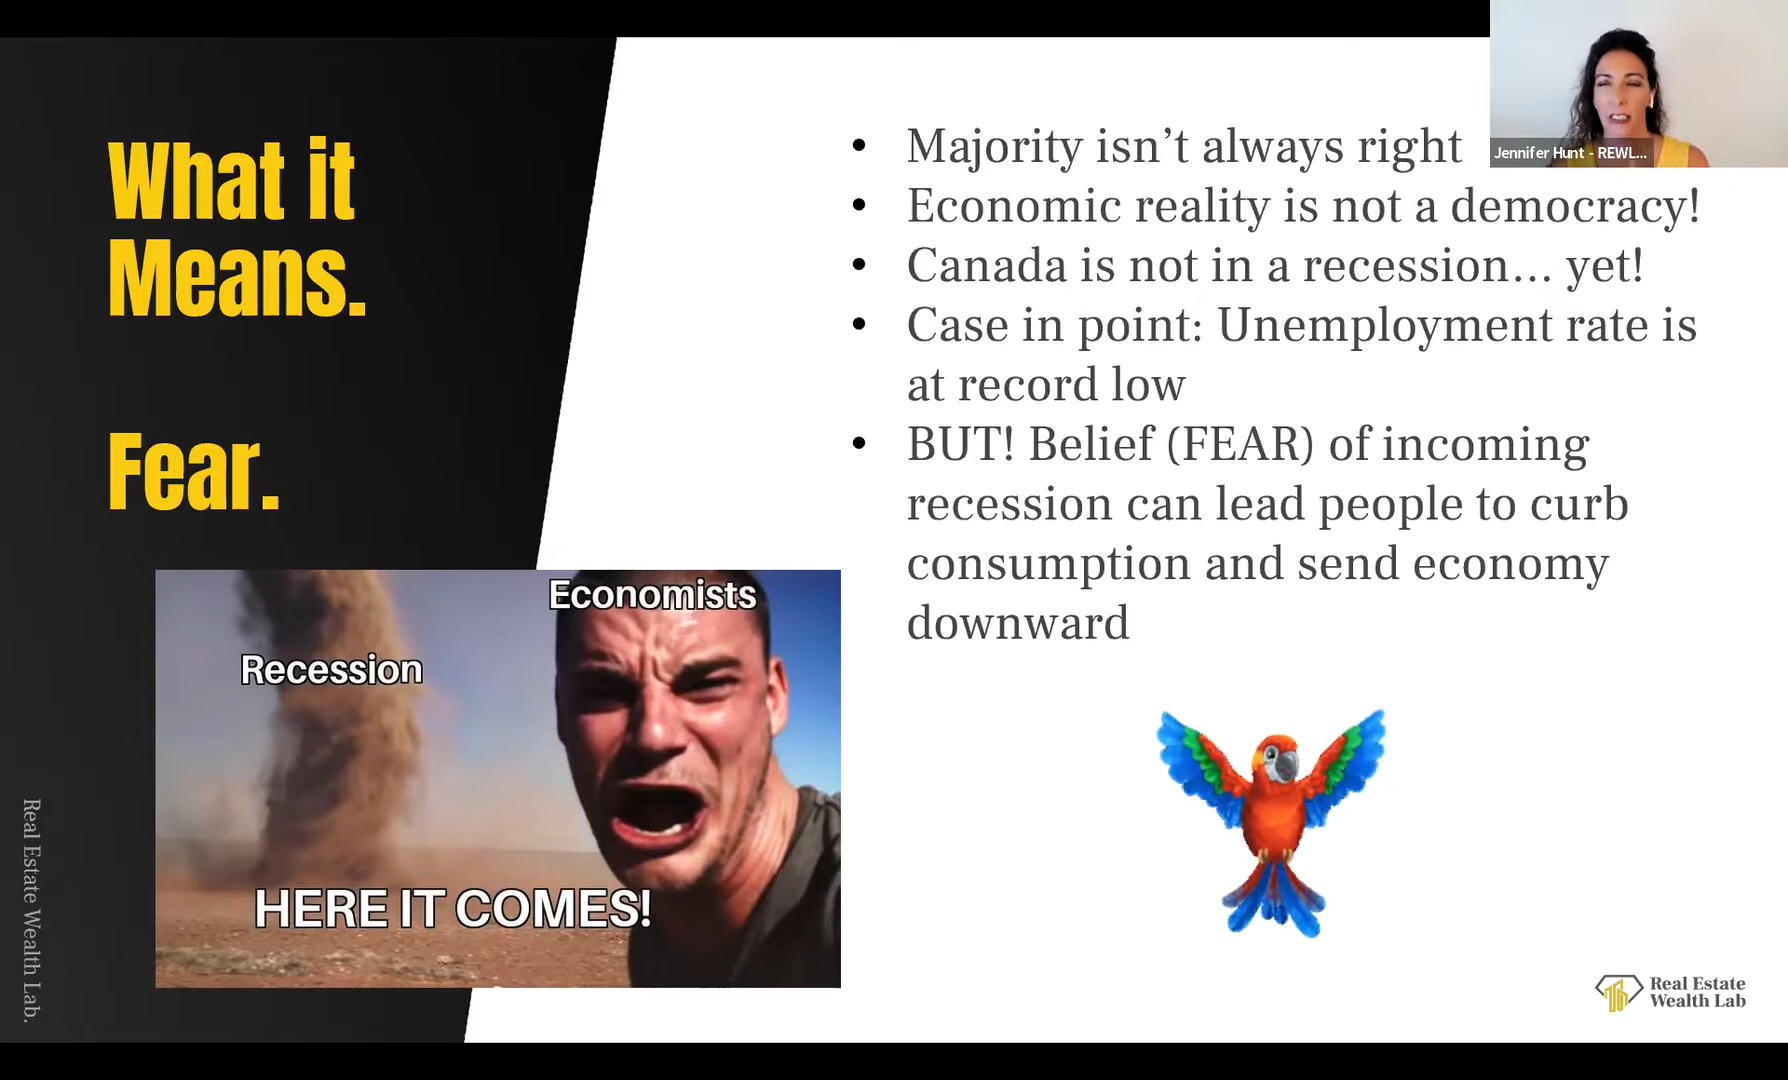 What it
Means.
Fear.
Majority isn’t always right
Economic reality is not a democracy!
Canada is not in a recession… yet!
Case in point: Unemployment rate is
at record low
BUT! Belief (FEAR) of incoming
recession can lead people to curb
consumption and send economy
downward
Jennifer Hunt - REWL...
Economists
Recession
HERE IT COMES!
Real Estate Wealth Lab.
Real Estate
Wealth Lab